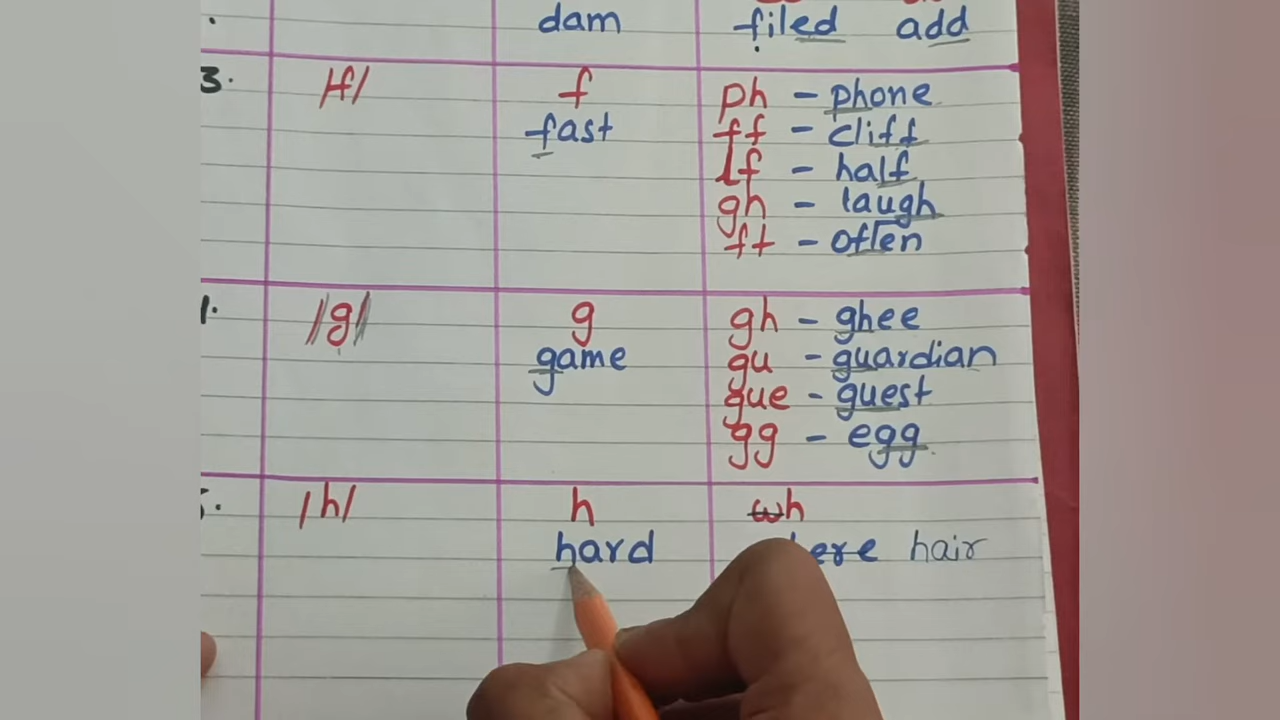 dam filed add
3. /f/ f ph - phone
fast ff - cliff
lf - half
gh - laugh
ft - often
/g/ g gh - ghee
game gu - guardian
gue - guest
gg - egg
/h/ h wh
hard hair